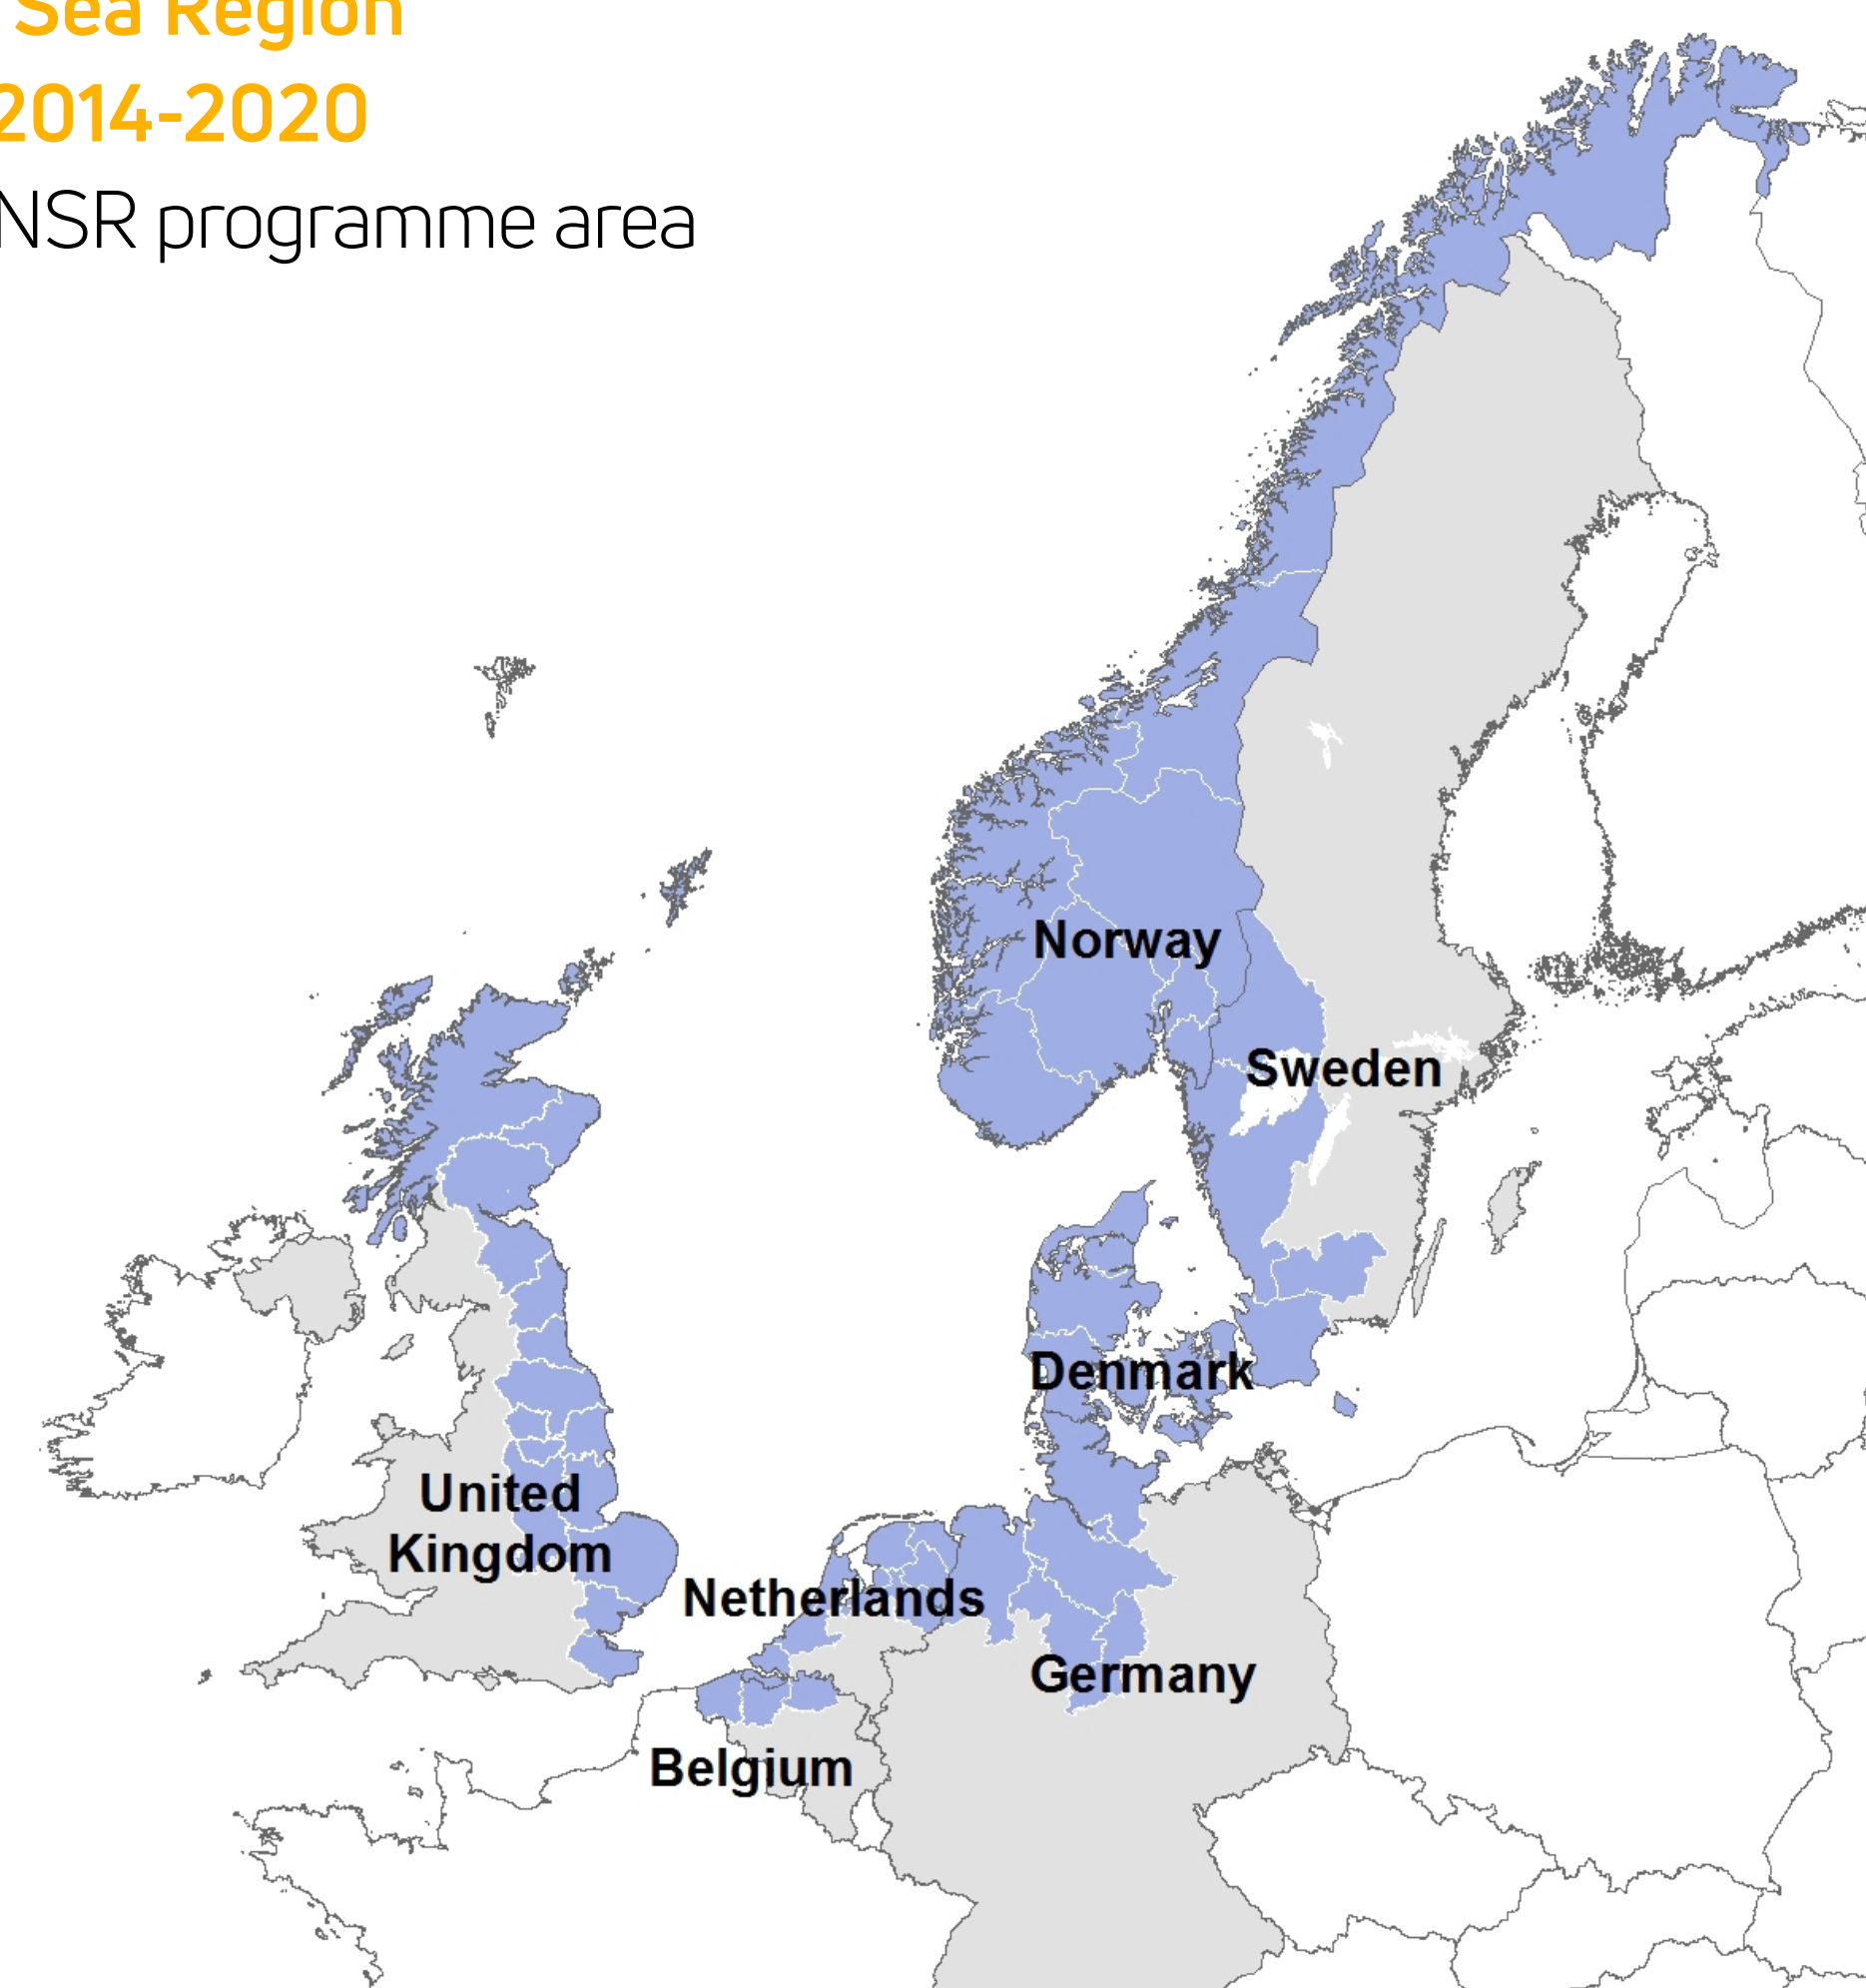 Sea Region
2014-2020
NSR programme area
Norway
Sweden
Denmark
United
Kingdom
Netherlands
Germany
Belgium